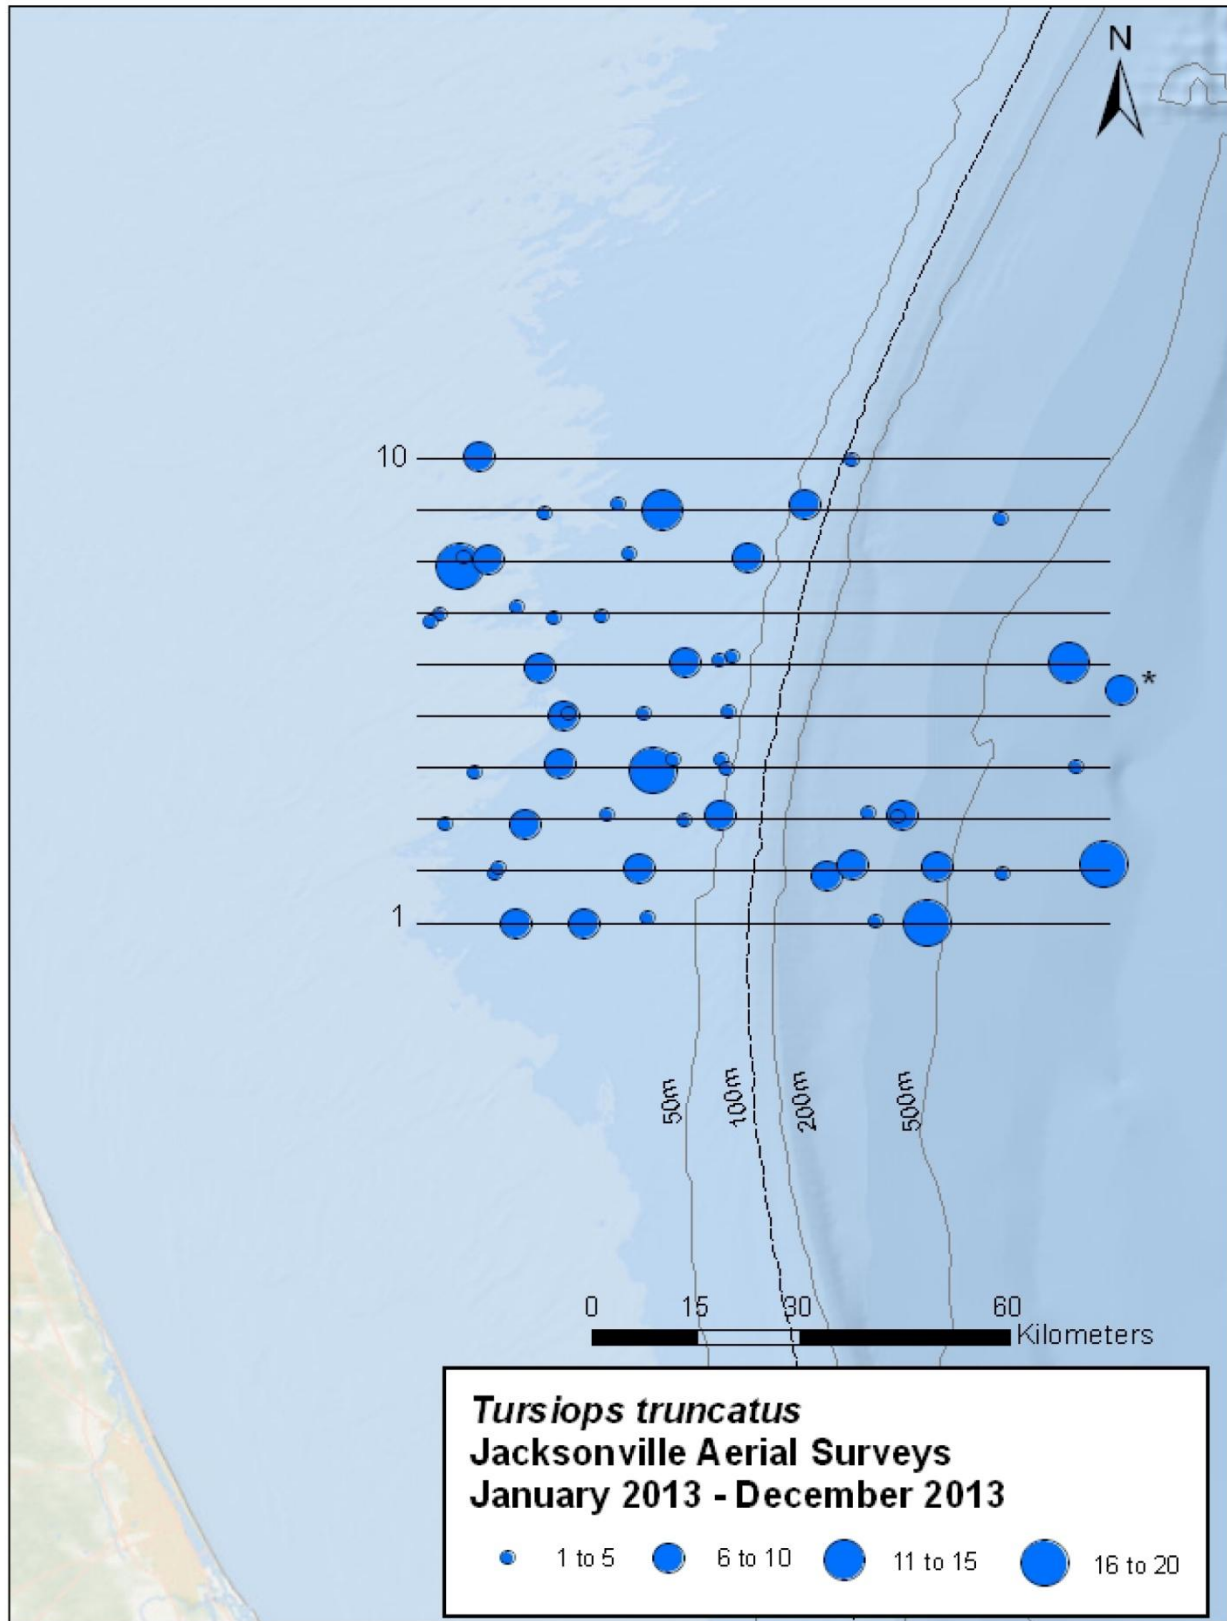 N
10
*
1
50m 100m 200m 500m
0 15 30 60
Kilometers
Tursiops truncatus
Jacksonville Aerial Surveys
January 2013 - December 2013
1 to 5 6 to 10 11 to 15 16 to 20